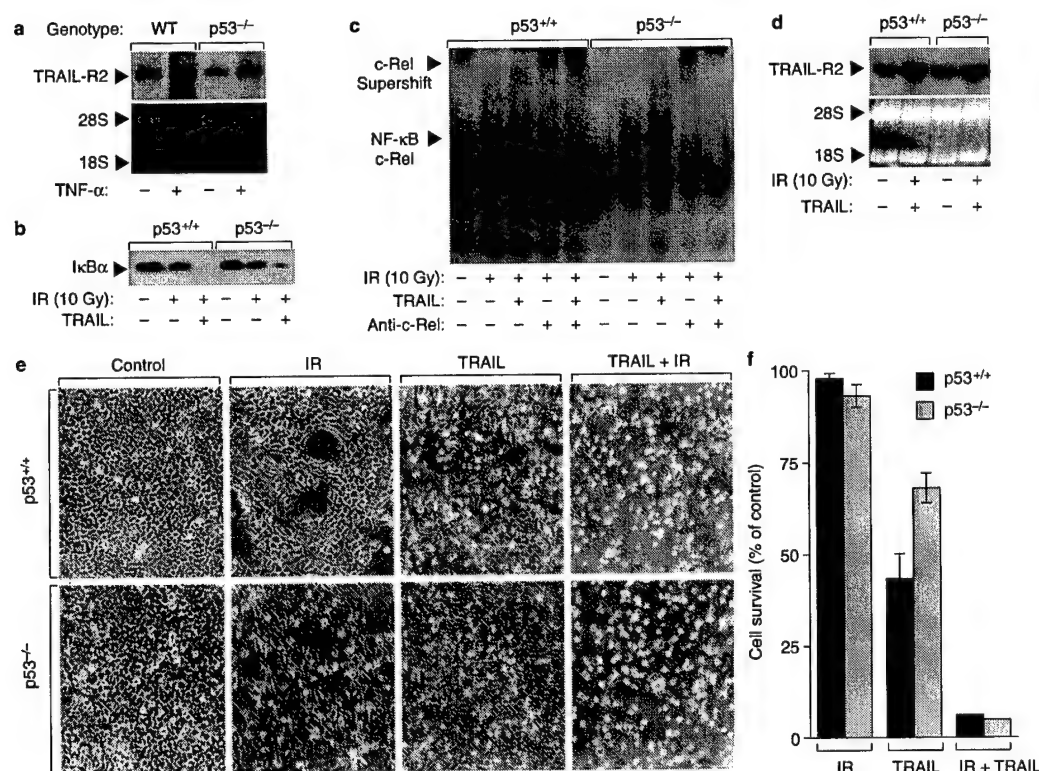 a
Genotype: WT p53–/–
TRAIL-R2
28S
18S
TNF-α: – + – +
b
p53+/+ p53–/–
IκBα
IR (10 Gy): – + + – + +
TRAIL: – – + – – +
c
p53+/+ p53–/–
c-Rel
Supershift
NF-κB
c-Rel
IR (10 Gy): – + + + + – + + + +
TRAIL: – – + – + – – + – +
Anti-c-Rel: – – – + + – – – + +
d
p53+/+ p53–/–
TRAIL-R2
28S
18S
IR (10 Gy): – + – +
TRAIL: – + – +
e
Control IR TRAIL TRAIL + IR
p53+/+
p53–/–
f
p53+/+
p53–/–
Cell survival (% of control)
100
75
50
25
0
IR TRAIL IR + TRAIL